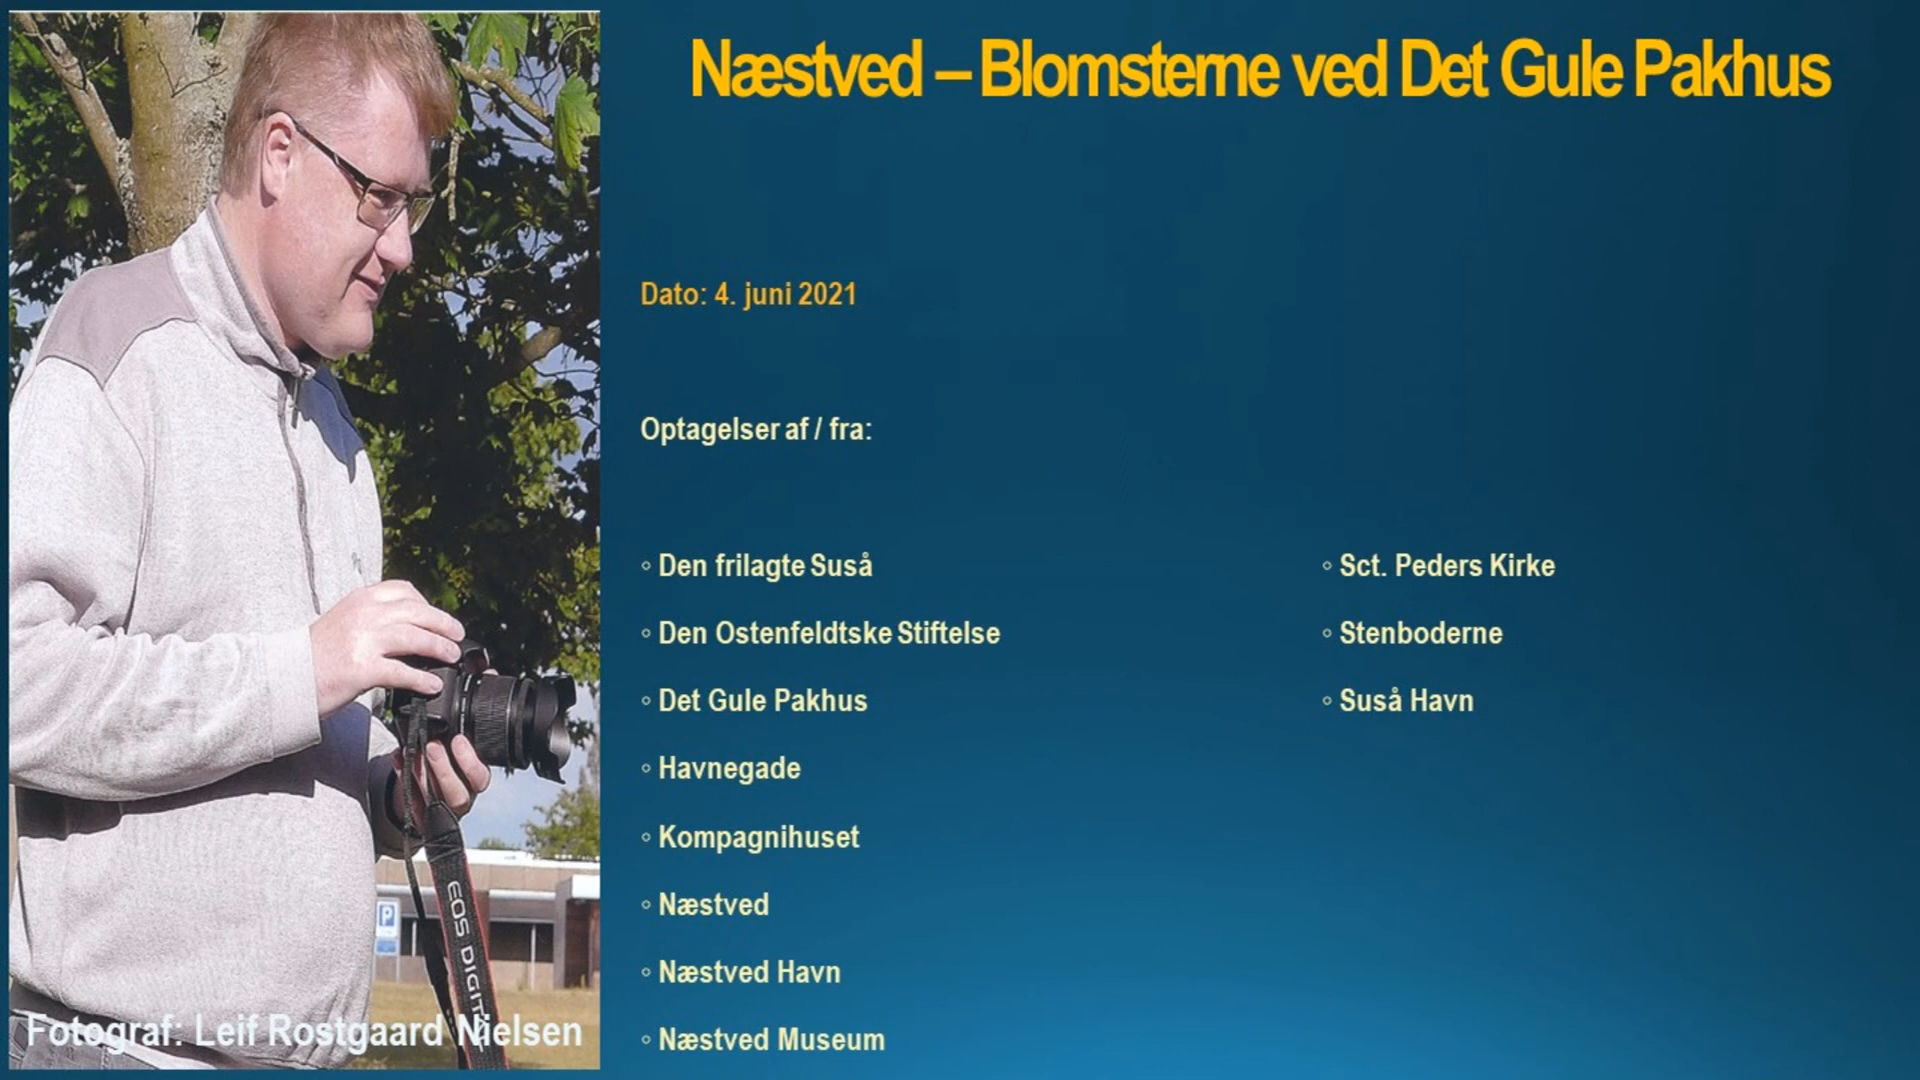 Næstved – Blomsterne ved Det Gule Pakhus
Dato: 4. juni 2021
Optagelser af / fra:
◦ Den frilagte Suså
◦ Den Ostenfeldtske Stiftelse
◦ Det Gule Pakhus
◦ Havnegade
◦ Kompagnihuset
◦ Næstved
◦ Næstved Havn
◦ Næstved Museum
◦ Sct. Peders Kirke
◦ Stenboderne
◦ Suså Havn
P
EOS DIGIT
Fotograf: Leif Rostgaard Nielsen